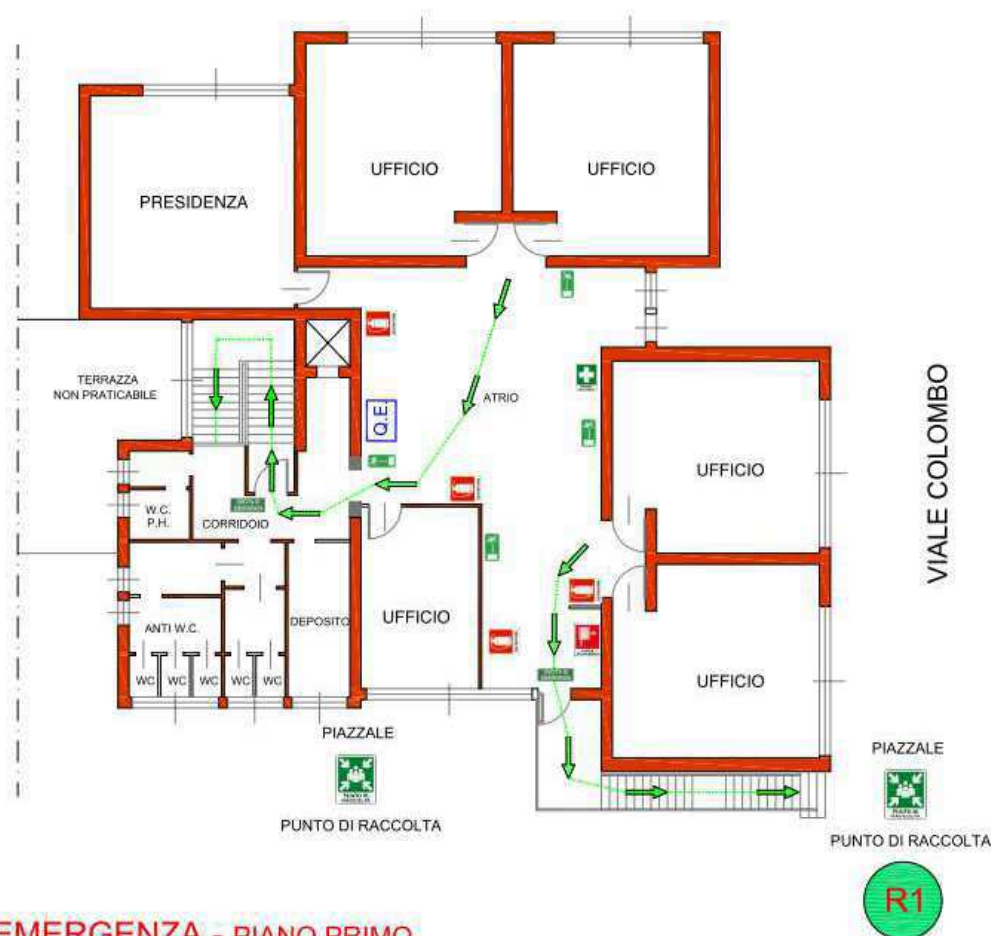 UFFICIO
UFFICIO
PRESIDENZA
TERRAZZA
NON PRATICABILE
ATRIO
Q.E.
VIALE COLOMBO
UFFICIO
W.C.
P.H.
CORRIDOIO
UFFICIO
DEPOSITO
ANTI W.C.
UFFICIO
WC
WC
WC
WC
WC
PIAZZALE
PUNTO DI RACCOLTA
PIAZZALE
PUNTO DI RACCOLTA
R1
EMERGENZA - PIANO PRIMO